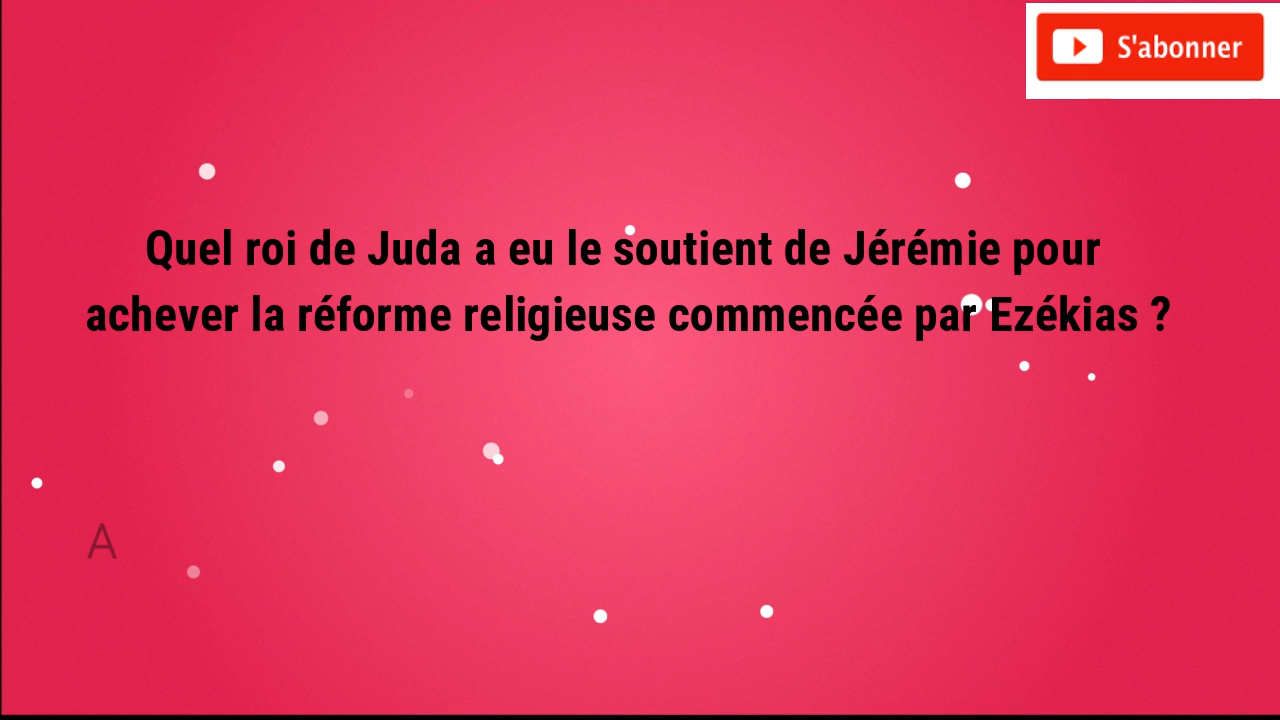 S'abonner
Quel roi de Juda a eu le soutient de Jérémie pour
achever la réforme religieuse commencée par Ezékias ?
A